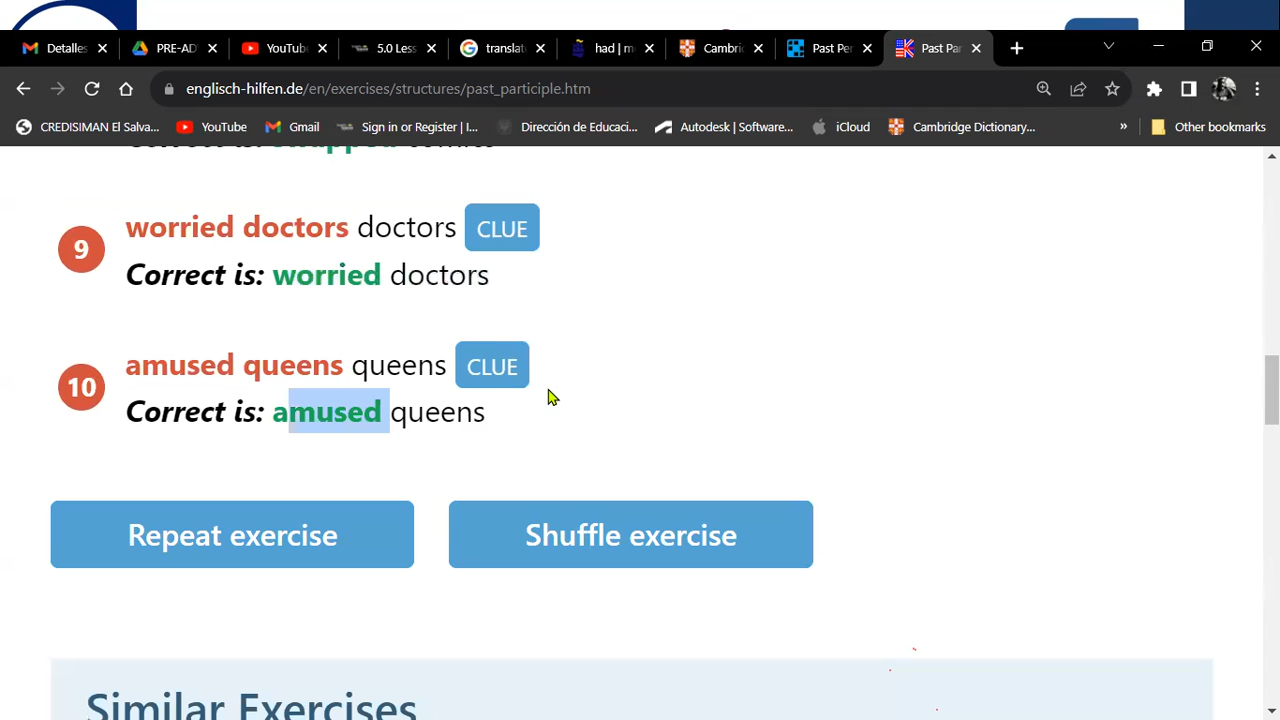 Detalles
PRE-AD
YouTube
5.0 Less
translat
had | m
Cambri
Past Per
Past Par
englisch-hilfen.de/en/exercises/structures/past_participle.htm
CREDISIMAN El Salva...
YouTube
Gmail
Sign in or Register | I...
Dirección de Educaci...
Autodesk | Software...
iCloud
Cambridge Dictionary...
»
Other bookmarks
9
worried doctors doctors CLUE
Correct is: worried doctors
10
amused queens queens CLUE
Correct is: amused queens
Repeat exercise
Shuffle exercise
Similar Exercises